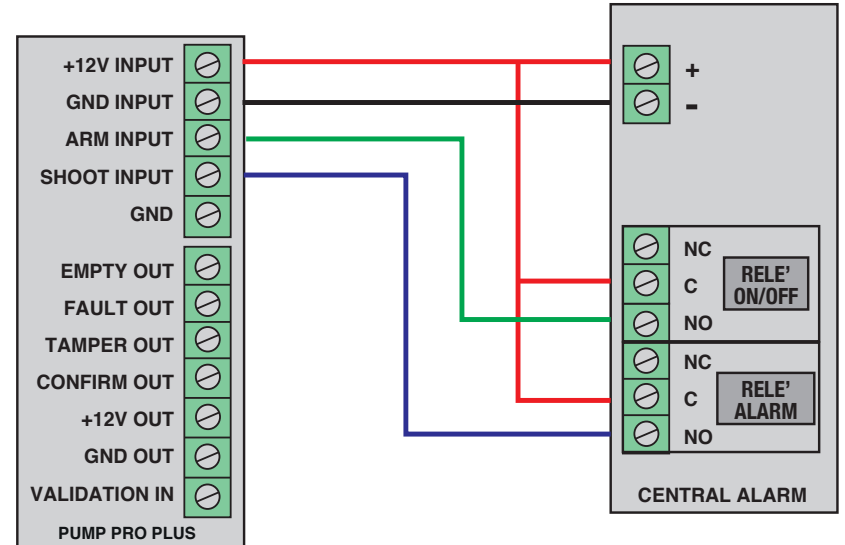 +12V INPUT
GND INPUT
ARM INPUT
SHOOT INPUT
GND
EMPTY OUT
FAULT OUT
TAMPER OUT
CONFIRM OUT
+12V OUT
GND OUT
VALIDATION IN
PUMP PRO PLUS
+
-
NC
C
NO
RELE'
ON/OFF
NC
C
NO
RELE'
ALARM
CENTRAL ALARM